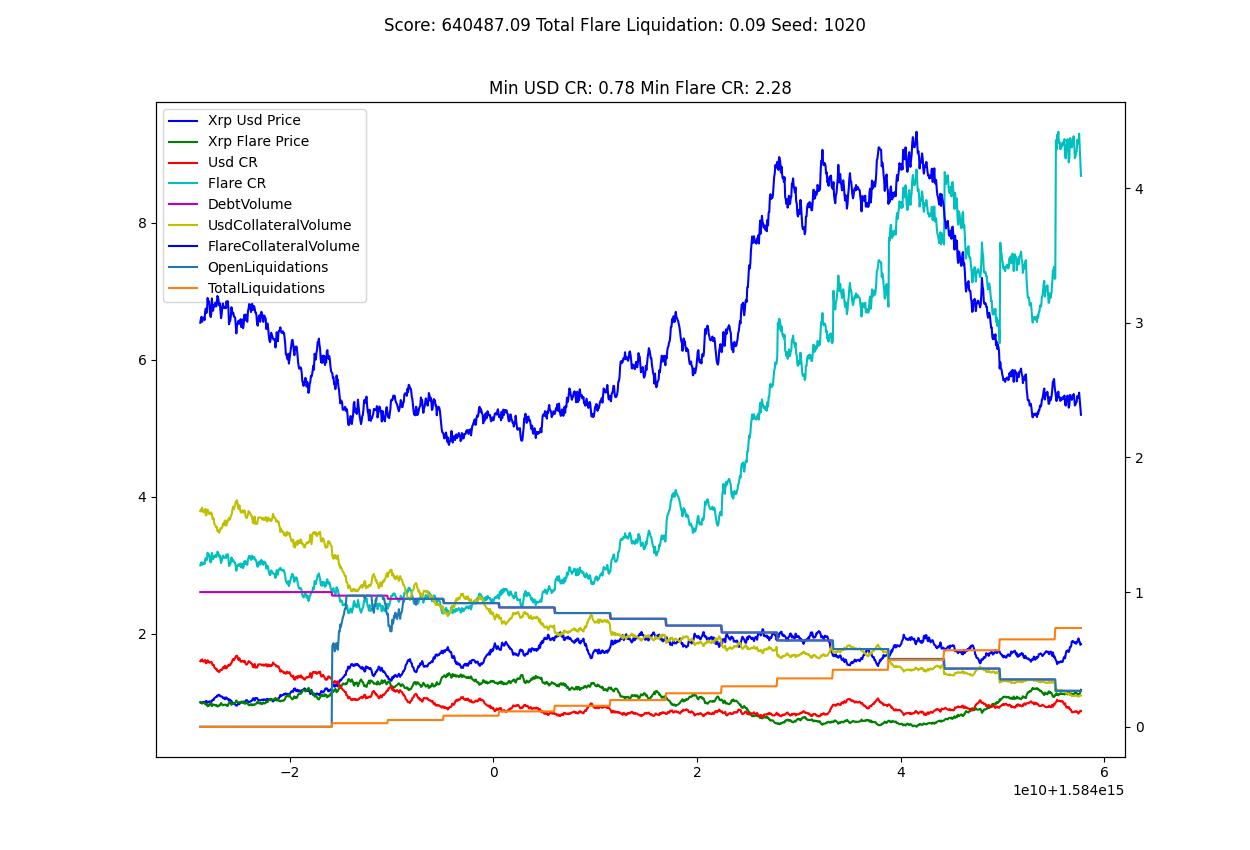 Score: 640487.09 Total Flare Liquidation: 0.09 Seed: 1020
Min USD CR: 0.78 Min Flare CR: 2.28
Xrp Usd Price
Xrp Flare Price
Usd CR
Flare CR
DebtVolume
UsdCollateralVolume
FlareCollateralVolume
OpenLiquidations
TotalLiquidations
8
6
4
2
4
3
2
1
0
−2
0
2
4
6
1e10+1.584e15